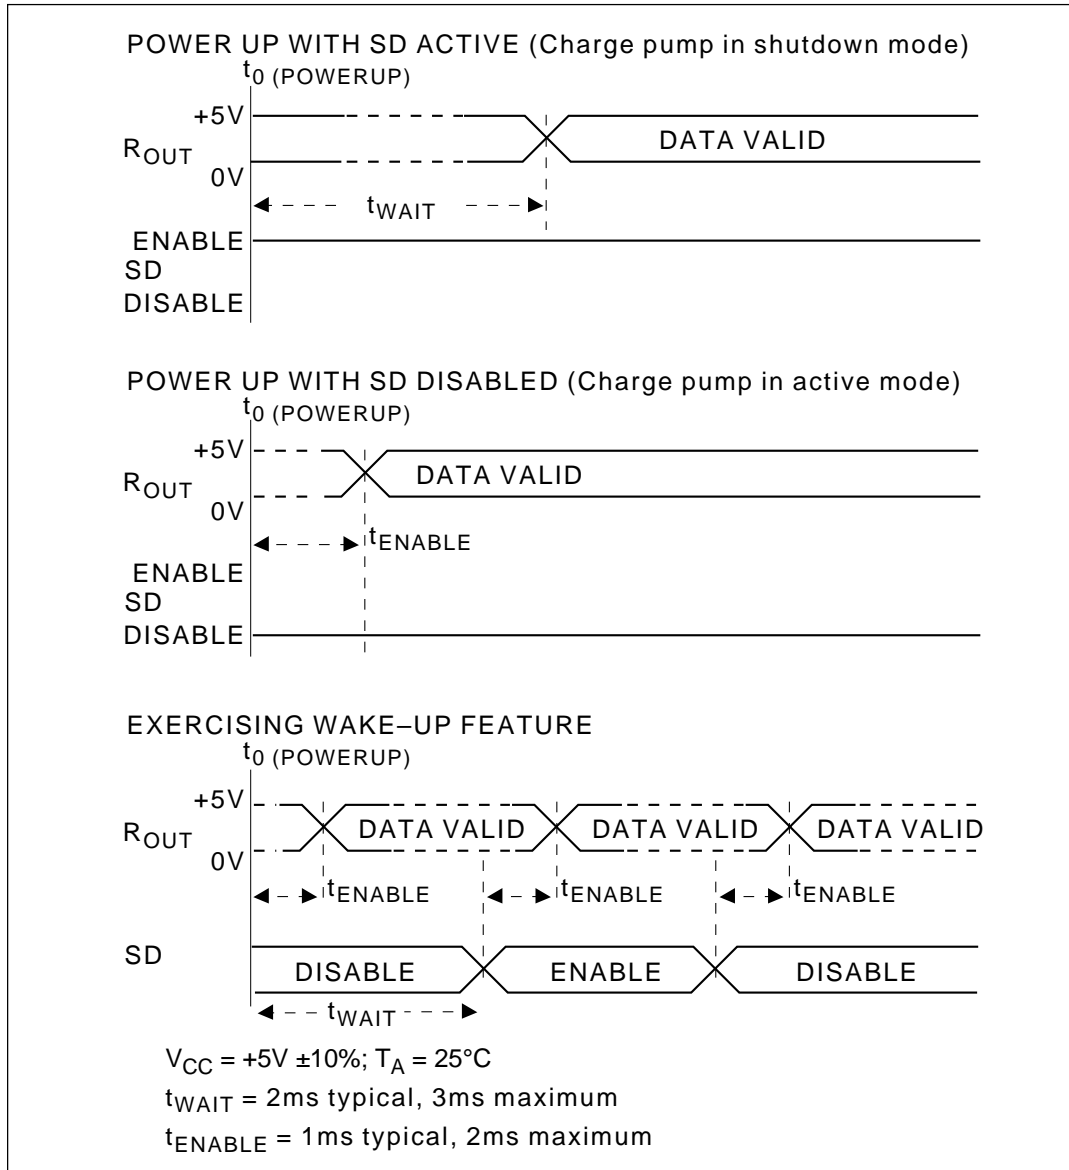 POWER UP WITH SD ACTIVE (Charge pump in shutdown mode)
t0 (POWERUP)
+5V
ROUT
DATA VALID
0V
tWAIT
ENABLE
SD
DISABLE
POWER UP WITH SD DISABLED (Charge pump in active mode)
t0 (POWERUP)
+5V
ROUT
DATA VALID
0V
tENABLE
ENABLE
SD
DISABLE
EXERCISING WAKE–UP FEATURE
t0 (POWERUP)
+5V
ROUT
DATA VALID DATA VALID DATA VALID
0V
tENABLE tENABLE tENABLE
SD
DISABLE ENABLE DISABLE
tWAIT
VCC = +5V ±10%; TA = 25°C
tWAIT = 2ms typical, 3ms maximum
tENABLE = 1ms typical, 2ms maximum